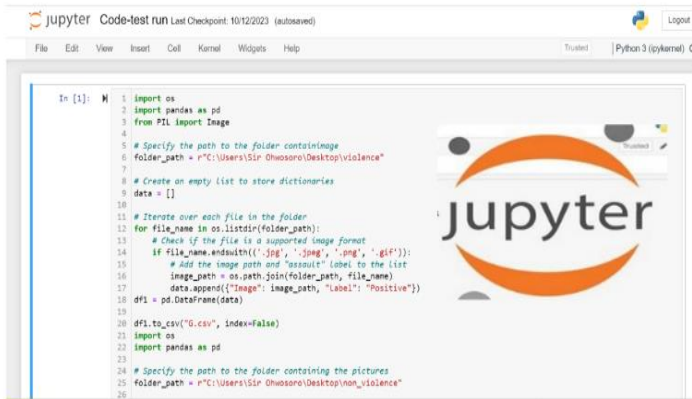 jupyter Code-test run Last Checkpoint: 10/12/2023 (autosaved)
Logout
File Edit View Insert Cell Kernel Widgets Help
Trusted
Python 3 (ipykernel)
In [1]:
1 import os
2 import pandas as pd
3 from PIL import Image
4
5 # Specify the path to the folder containimage
6 folder_path = r"C:\Users\Sir Ohwosoro\Desktop\violence"
7
8 # Create an empty list to store dictionaries
9 data = []
10
11 # Iterate over each file in the folder
12 for file_name in os.listdir(folder_path):
13 # Check if the file is a supported image format
14 if file_name.endswith(('.jpg', '.jpeg', '.png', '.gif')):
15 # Add the image path and "assault" label to the list
16 image_path = os.path.join(folder_path, file_name)
17 data.append({"Image": image_path, "Label": "Positive"})
18 df1 = pd.DataFrame(data)
19
20 df1.to_csv("G.csv", index=False)
21 import os
22 import pandas as pd
23
24 # Specify the path to the folder containing the pictures
25 folder_path = r"C:\Users\Sir Ohwosoro\Desktop\non_violence"
26
Trusted
jupyter